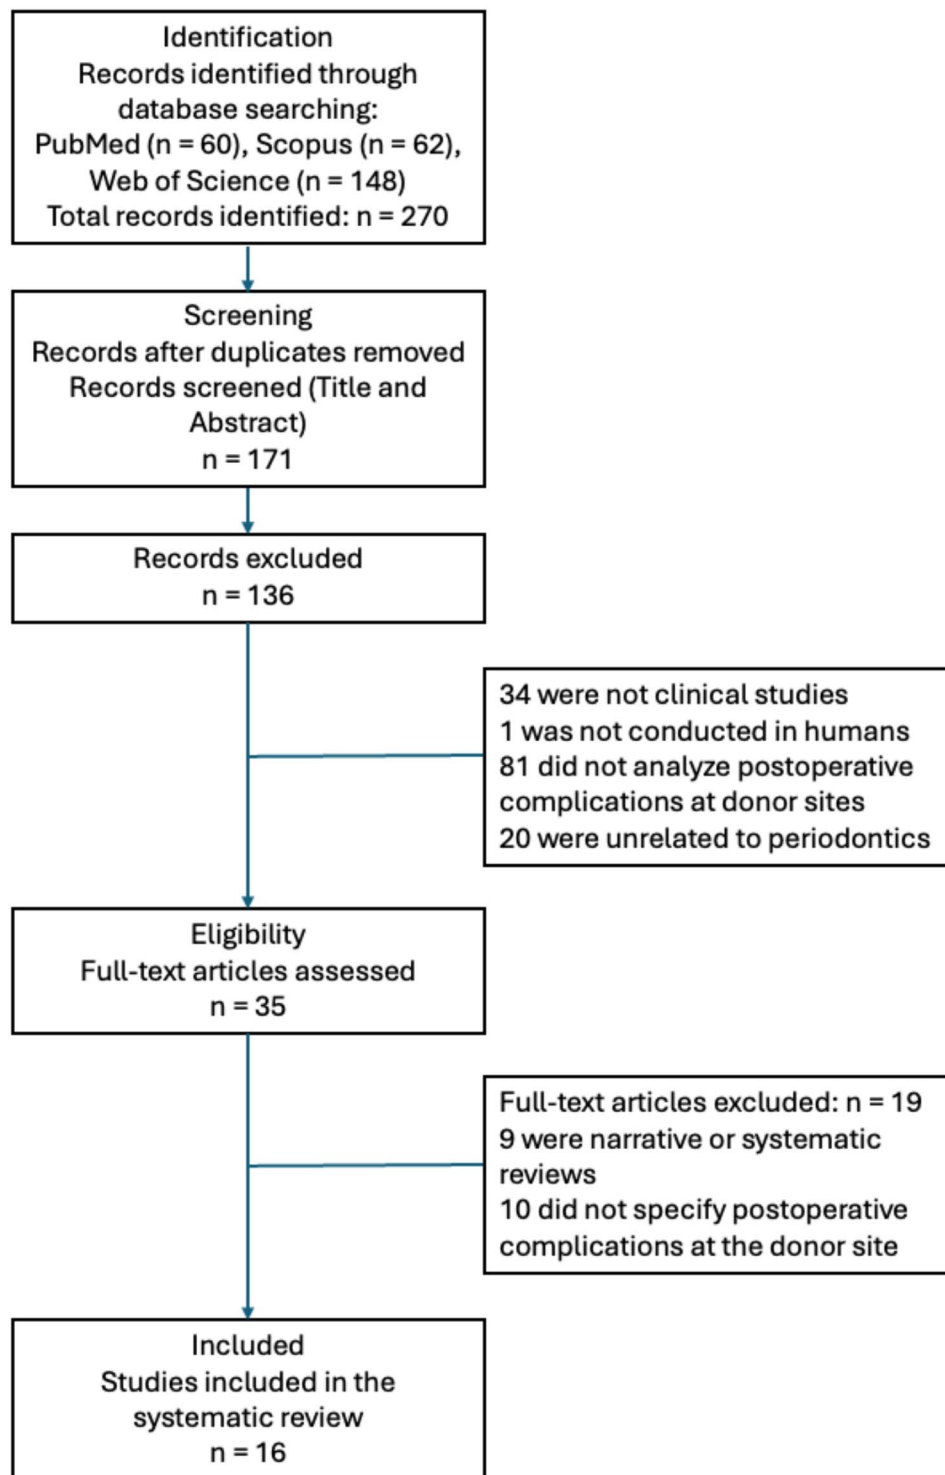 Identification
Records identified through
database searching:
PubMed (n = 60), Scopus (n = 62),
Web of Science (n = 148)
Total records identified: n = 270
Screening
Records after duplicates removed
Records screened (Title and
Abstract)
n = 171
Records excluded
n = 136
34 were not clinical studies
1 was not conducted in humans
81 did not analyze postoperative
complications at donor sites
20 were unrelated to periodontics
Eligibility
Full-text articles assessed
n = 35
Full-text articles excluded: n = 19
9 were narrative or systematic
reviews
10 did not specify postoperative
complications at the donor site
Included
Studies included in the
systematic review
n = 16